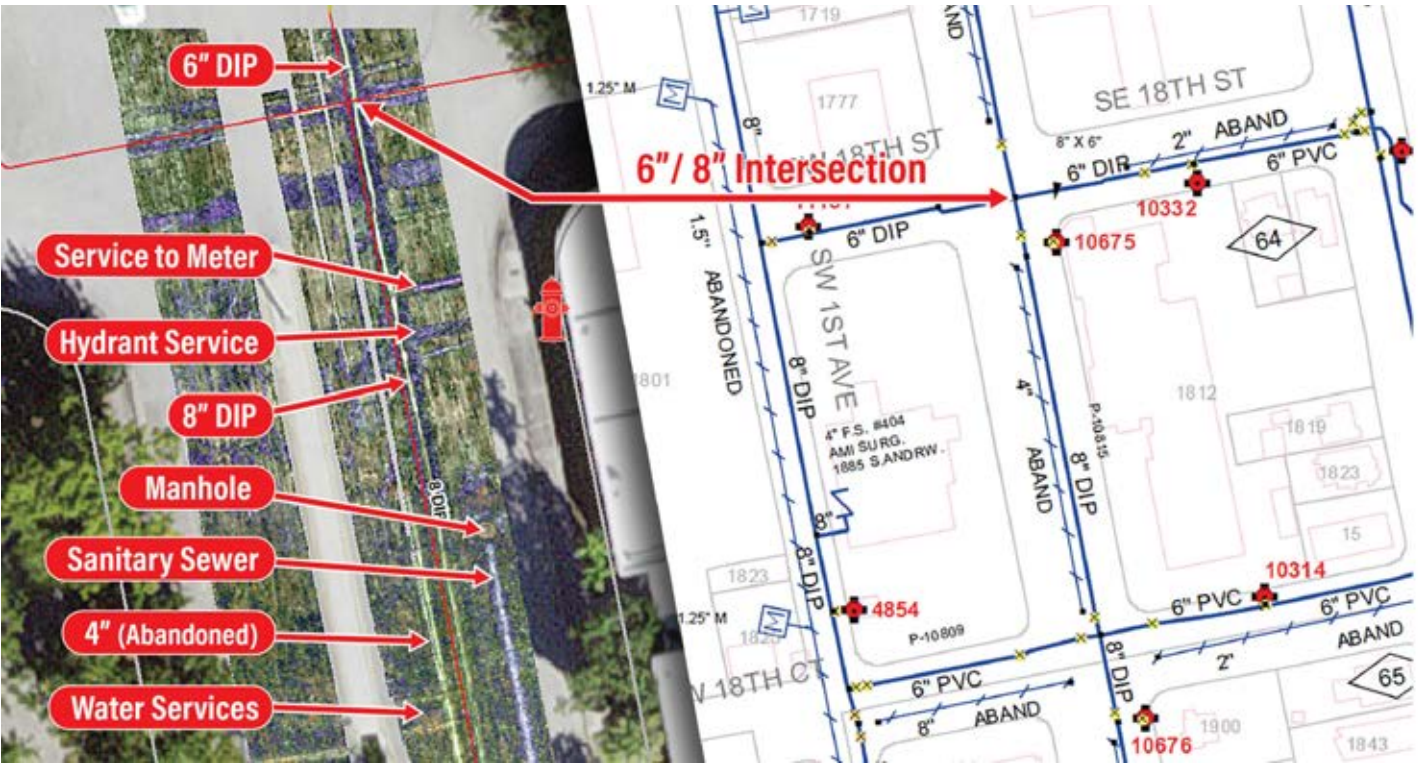 6" DIP
Service to Meter
Hydrant Service
8" DIP
8" DIP
Manhole
Sanitary Sewer
4" (Abandoned)
Water Services
6"/ 8" Intersection
1719
1.25" M
M
1777
8"
SE 18TH ST
8" X 6"
2"
ABAND
6" DIP
6" PVC
10332
10675
64
6" DIP
1.5"
ABANDONED
SW 1ST AVE
1801
8" DIP
4" F.S. #404
AMI SURG.
1885 S.ANDRW.
4"
ABAND
P-10815
8" DIP
1812
1819
1823
15
8"
8" DIP
1823
1.25" M
M
4854
P-10809
10314
6" PVC
6" PVC
ABAND
2"
18TH CT
6" PVC
8"
ABAND
8" DIP
65
10676
1900
1843